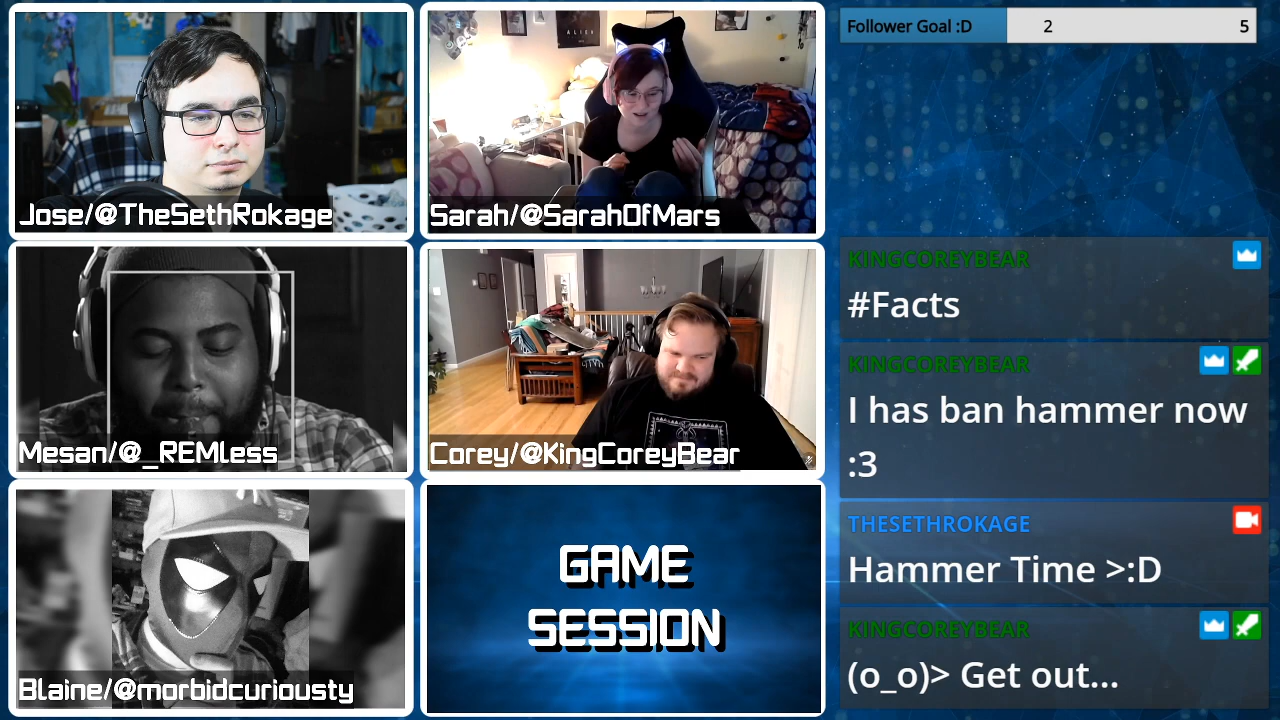 Jose/@TheSethRokage
ALIEN
Sarah/@SarahOfMars
Mesan/@_REMLess
Corey/@KingCoreyBear
Blaine/@morbidcuriousty
GAME
SESSION
Follower Goal :D 2 5
KINGCOREYBEAR
#Facts
KINGCOREYBEAR
I has ban hammer now
:3
THESETHROKAGE
Hammer Time >:D
KINGCOREYBEAR
(o_o)> Get out...